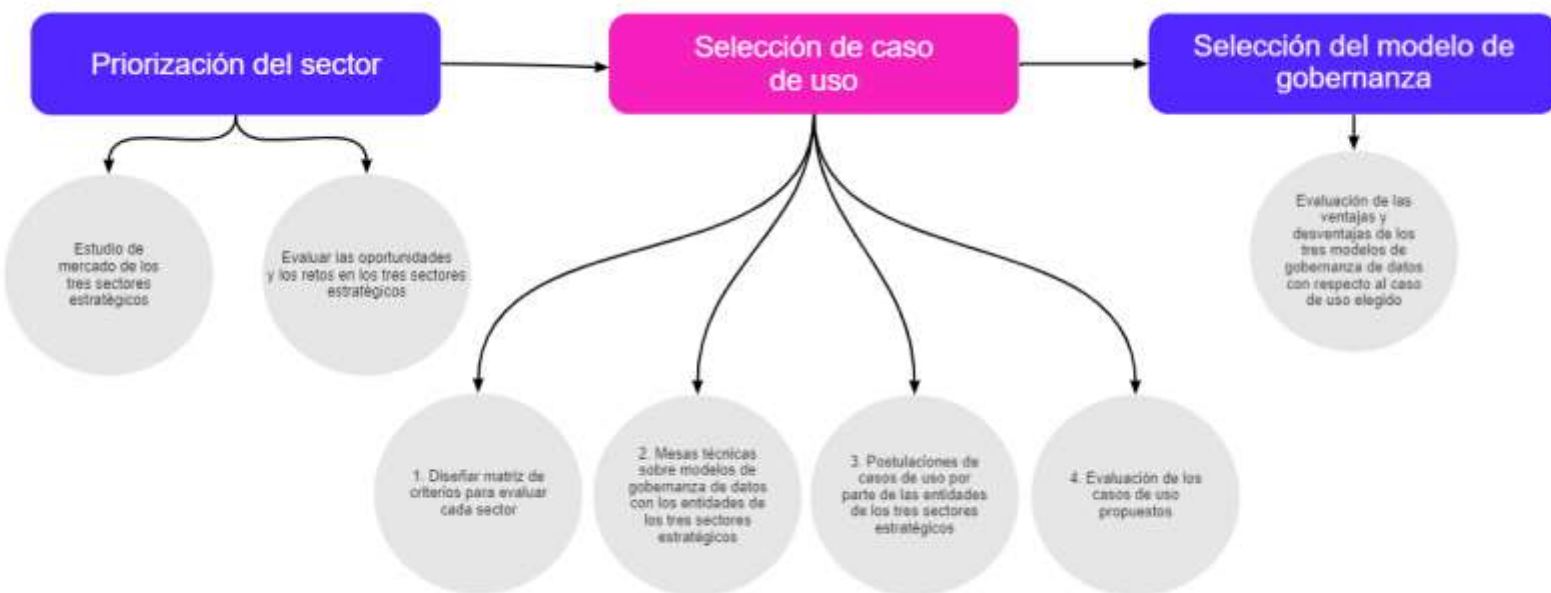 Priorización del sector
Selección de caso
de uso
Selección del modelo de
gobernanza
Estudio de
mercado de los
tres sectores
estratégicos
Evaluar las oportunidades
y los retos en los tres sectores
estratégicos
Evaluación de las
ventajas y
desventajas de los
tres modelos de
gobernanza de datos
con respecto al caso
de uso elegido
1. Diseñar matriz de
criterios para evaluar
cada sector
2. Mesas técnicas
sobre modelos de
gobernanza de datos
con los entidades de
los tres sectores
estratégicos
3. Postulaciones de
casos de uso por
parte de las entidades
de los tres sectores
estratégicos
4. Evaluación de los
casos de uso
propuestos